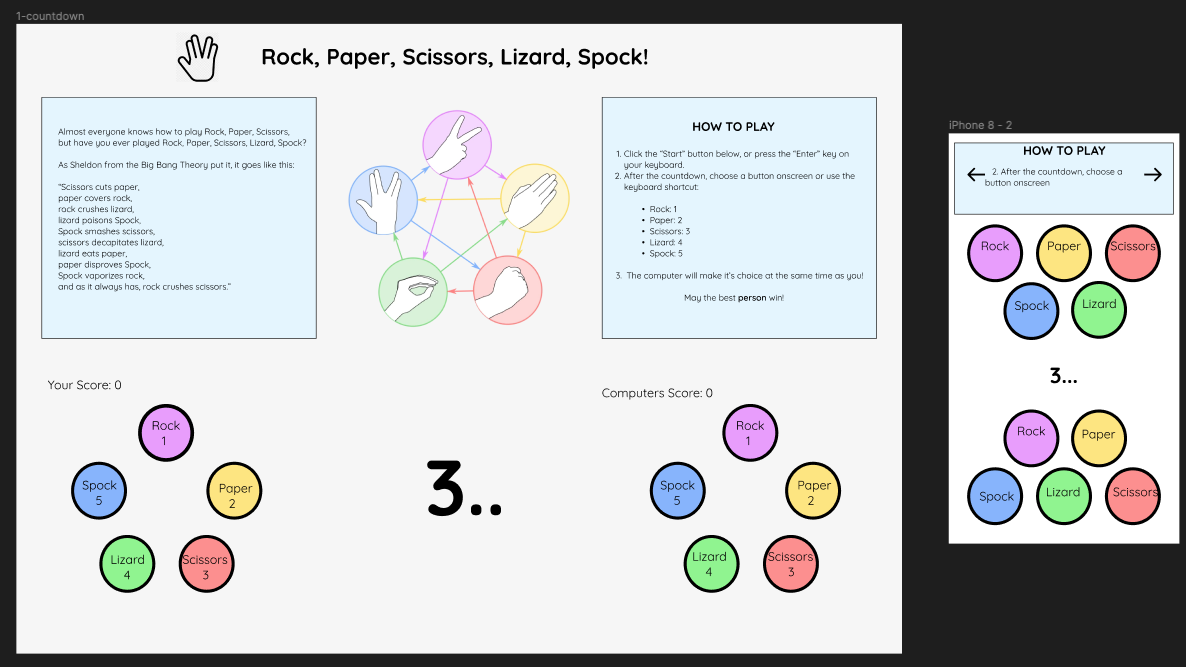 1-countdown
Rock, Paper, Scissors, Lizard, Spock!
Almost everyone knows how to play Rock, Paper, Scissors,
but have you ever played Rock, Paper, Scissors, Lizard, Spock?
As Sheldon from the Big Bang Theory put it, it goes like this:
"Scissors cuts paper,
paper covers rock,
rock crushes lizard,
lizard poisons Spock,
Spock smashes scissors,
scissors decapitates lizard,
lizard eats paper,
paper disproves Spock,
Spock vaporizes rock,
and as it always has, rock crushes scissors."
HOW TO PLAY
1. Click the "Start" button below, or press the "Enter" key on
your keyboard.
2. After the countdown, choose a button onscreen or use the
keyboard shortcut:
• Rock: 1
• Paper: 2
• Scissors: 3
• Lizard: 4
• Spock: 5
3. The computer will make it's choice at the same time as you!
May the best person win!
Your Score: 0
Rock
1
Spock
5
Paper
2
Lizard
4
Scissors
3
3..
Computers Score: 0
Rock
1
Spock
5
Paper
2
Lizard
4
Scissors
3
iPhone 8 - 2
HOW TO PLAY
2. After the countdown, choose a
button onscreen
Rock
Paper
Scissors
Spock
Lizard
3...
Rock
Paper
Spock
Lizard
Scissors